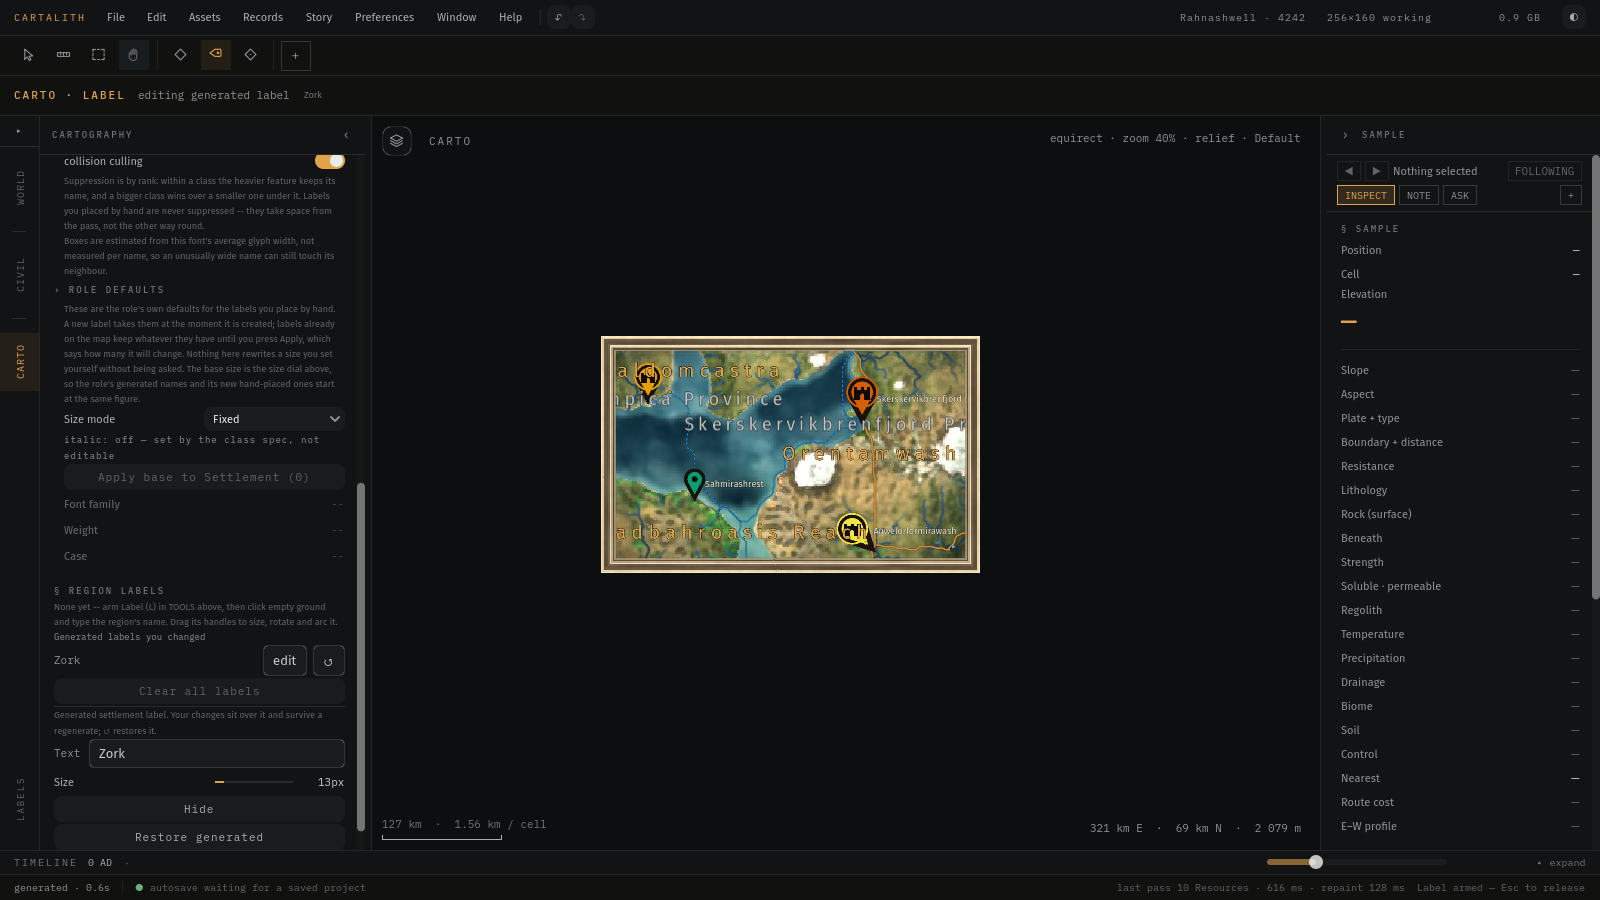 CARTALITH File Edit Assets Records Story Preferences Window Help
Rahnashwell · 4242 256×160 working 0.9 GB
CARTO · LABEL editing generated label Zork
CARTOGRAPHY
WORLD
CIVIL
CARTO
LABELS
collision culling
Suppression is by rank: within a class the heavier feature keeps its
name, and a bigger class wins over a smaller one under it. Labels
you placed by hand are never suppressed -- they take space from
the pass, not the other way round.
Boxes are estimated from this font's average glyph width, not
measured per name, so an unusually wide name can still touch its
neighbour.
ROLE DEFAULTS
These are the role's own defaults for the labels you place by hand.
A new label takes them at the moment it is created; labels already
on the map keep whatever they have until you press Apply, which
says how many it will change. Nothing here rewrites a size you set
yourself without being asked. The base size is the size dial above,
so the role's generated names and its new hand-placed ones start
at the same figure.
Size mode Fixed
italic: off — set by the class spec, not
editable
Apply base to Settlement (0)
Font family --
Weight --
Case --
§ REGION LABELS
None yet -- arm Label (L) in TOOLS above, then click empty ground
and type the region's name. Drag its handles to size, rotate and arc it.
Generated labels you changed
Zork edit ↺
Clear all labels
Generated settlement label. Your changes sit over it and survive a
regenerate; ↺ restores it.
Text Zork
Size 13px
Hide
Restore generated
CARTO
equirect · zoom 40% · relief · Default
Province
Skerskervikbrenfjord
Skerskervikbrenfjord Pr
Orentamwash
Sahmirashrest
adbahroasis Reach
127 km · 1.56 km / cell
321 km E · 69 km N · 2 079 m
SAMPLE
Nothing selected FOLLOWING
INSPECT NOTE ASK +
§ SAMPLE
Position —
Cell —
Elevation
—
Slope —
Aspect —
Plate + type —
Boundary + distance —
Resistance —
Lithology —
Rock (surface) —
Beneath —
Strength —
Soluble · permeable —
Regolith —
Temperature —
Precipitation —
Drainage —
Biome —
Soil —
Control —
Nearest —
Route cost —
E–W profile —
TIMELINE 0 AD ·
expand
generated · 0.6s autosave waiting for a saved project
last pass 10 Resources · 616 ms · repaint 128 ms Label armed — Esc to release